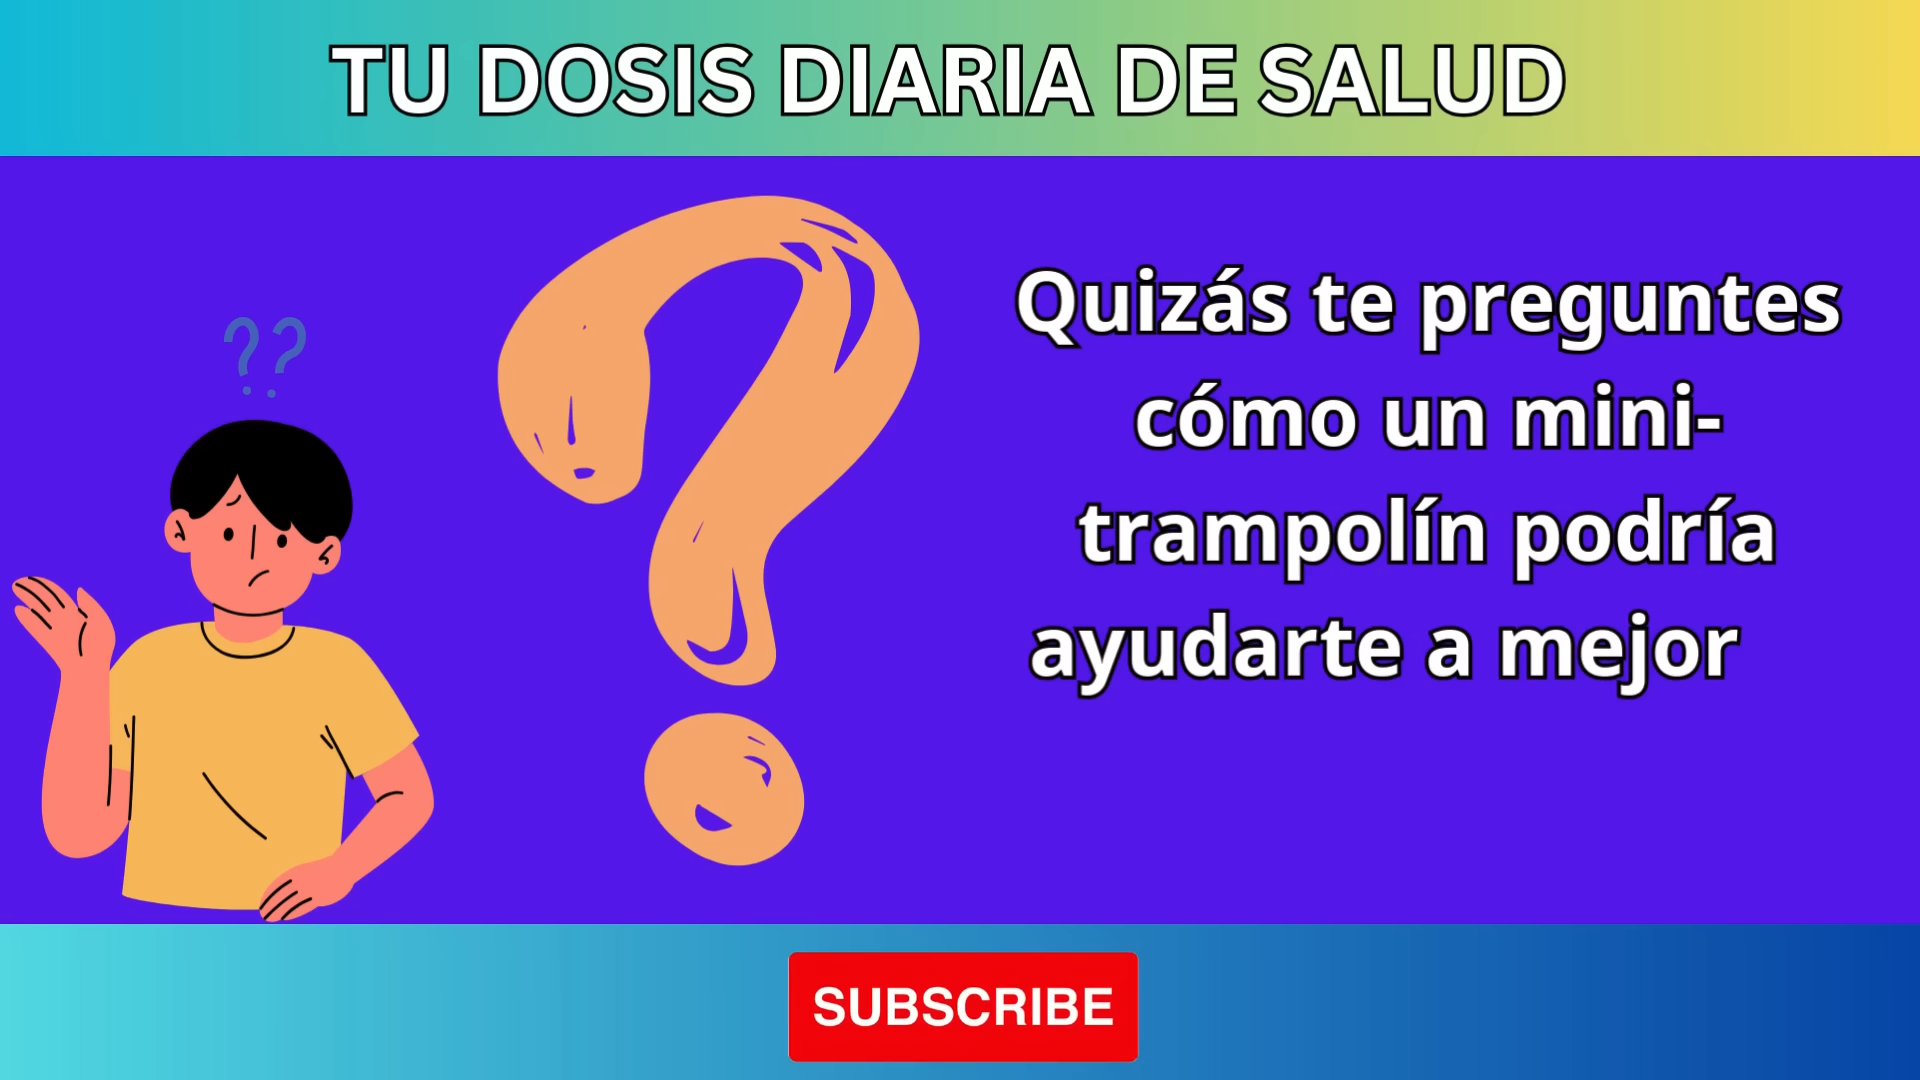 TU DOSIS DIARIA DE SALUD
??
?
Quizás te preguntes
cómo un mini-
trampolín podría
ayudarte a mejor
SUBSCRIBE